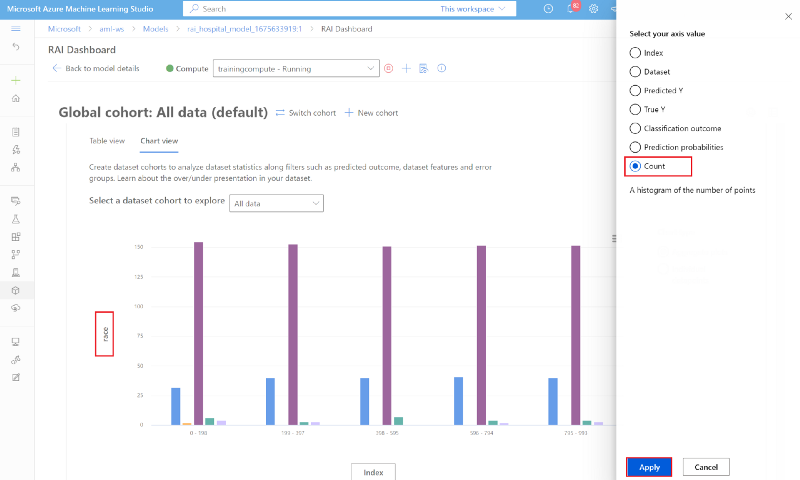 Microsoft Azure Machine Learning Studio
Search
This workspace
82
Microsoft > aml-ws > Models > rai_hospital_model_1675633919.1 > RAI Dashboard
RAI Dashboard
Back to model details
Compute
trainingcompute - Running
Global cohort: All data (default)
Switch cohort
New cohort
Table view
Chart view
Create dataset cohorts to analyze dataset statistics along filters such as predicted outcome, dataset features and error
groups. Learn about the over/under presentation in your dataset.
Select a dataset cohort to explore
All data
150
125
100
75
50
25
0
race
0 - 198
199 - 397
398 - 595
596 - 794
795 - 993
Index
Select your axis value
Index
Dataset
Predicted Y
True Y
Classification outcome
Prediction probabilities
Count
A histogram of the number of points
Apply
Cancel